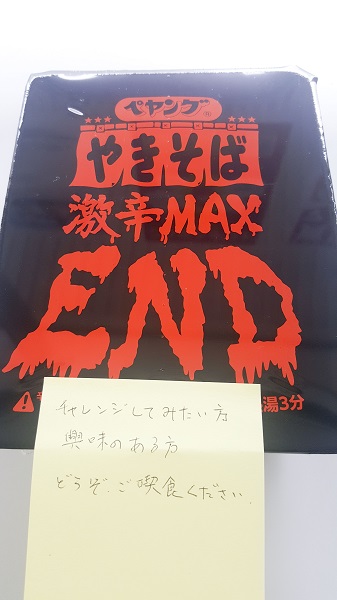 ペヤング
やきそば
激辛MAX
END
湯3分
チャレンジしてみたい方
興味のある方
どうぞ.ご喫食ください.